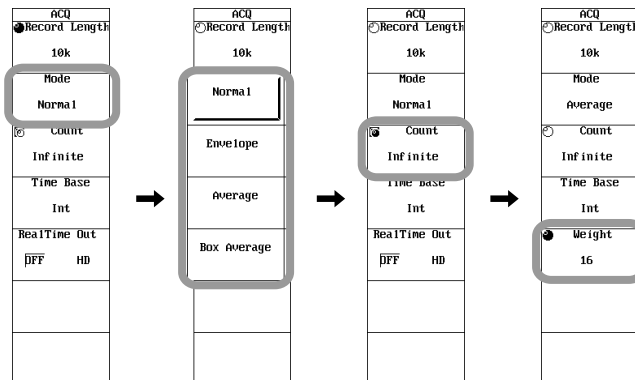 ACQ
Record Length
10k
Mode
Normal
Count
Infinite
Time Base
Int
RealTime Out
OFF HD
ACQ
Record Length
10k
Normal
Envelope
Average
Box Average
ACQ
Record Length
10k
Mode
Normal
Count
Infinite
Time Base
Int
RealTime Out
OFF HD
ACQ
Record Length
10k
Mode
Average
Count
Infinite
Time Base
Int
Weight
16